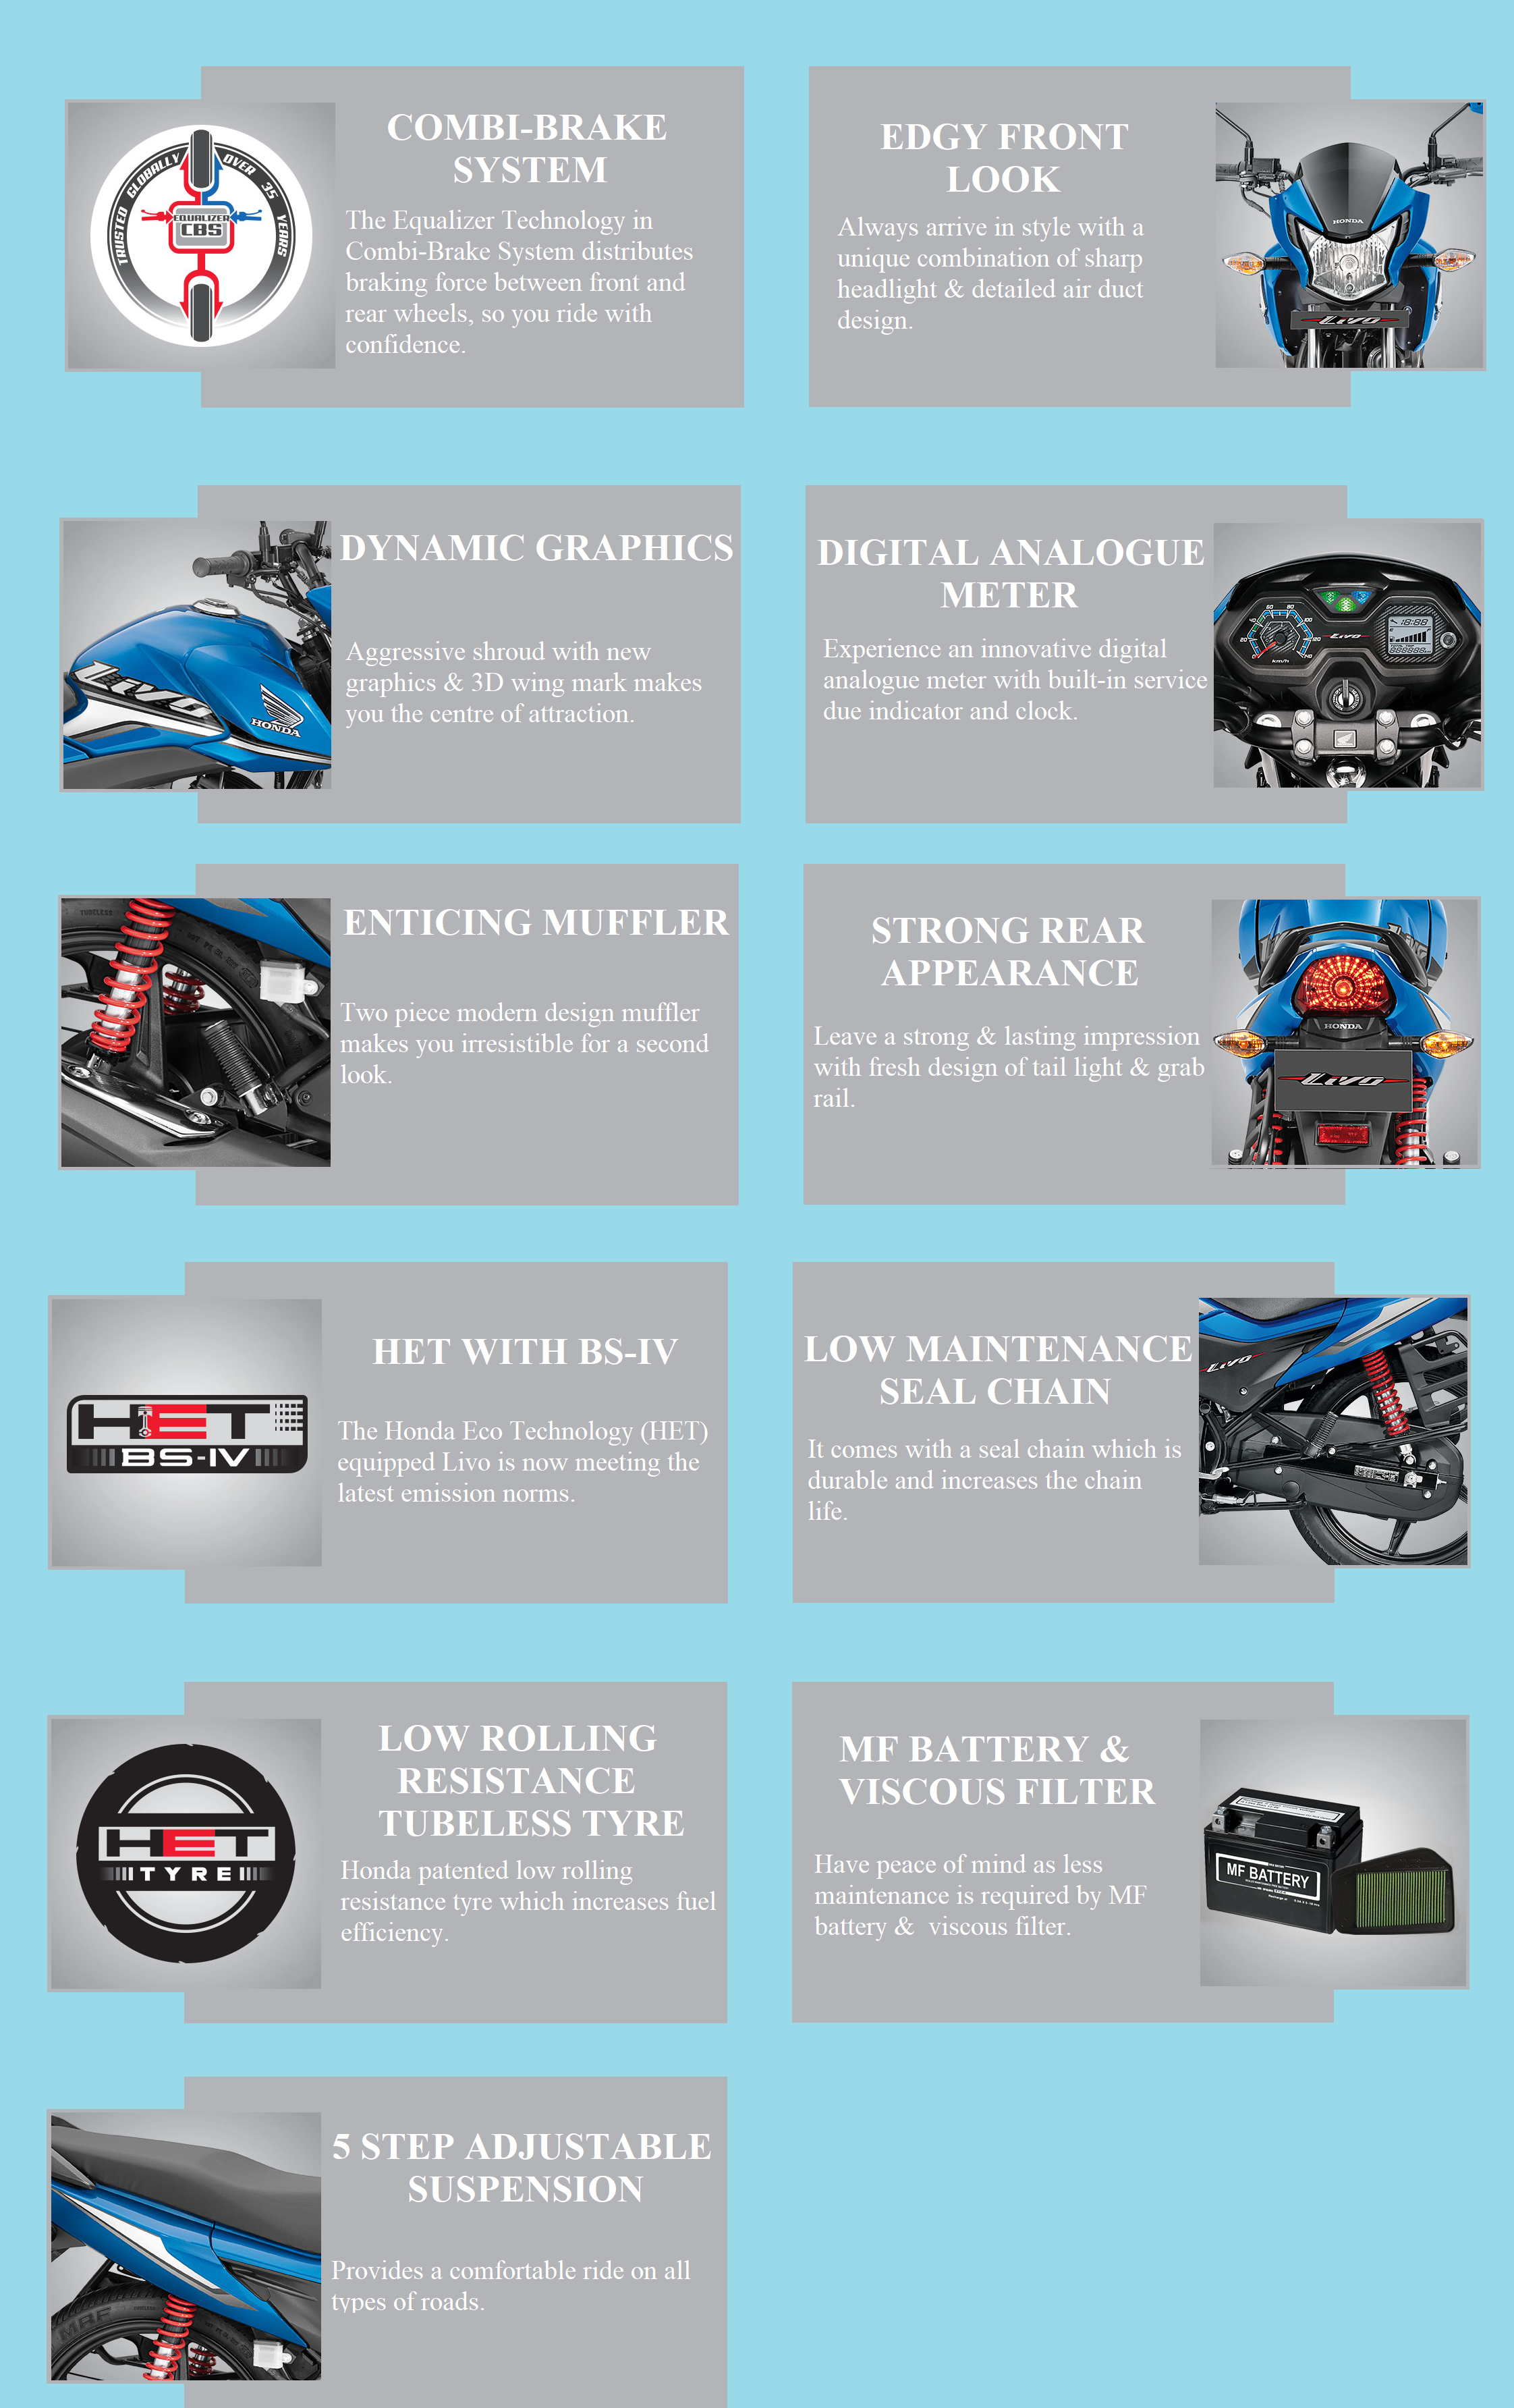 COMBI-BRAKE
SYSTEM
The Equalizer Technology in
Combi-Brake System distributes
braking force between front and
rear wheels, so you ride with
confidence.
TRUSTED GLOBALLY OVER 35 YEARS
EQUALIZER
CBS
EDGY FRONT
LOOK
Always arrive in style with a
unique combination of sharp
headlight & detailed air duct
design.
HONDA
Livo
DYNAMIC GRAPHICS
Aggressive shroud with new
graphics & 3D wing mark makes
you the centre of attraction.
Livo
HONDA
DIGITAL ANALOGUE
METER
Experience an innovative digital
analogue meter with built-in service
due indicator and clock.
Livo
km/h
ENTICING MUFFLER
Two piece modern design muffler
makes you irresistible for a second
look.
TUBELESS
STRONG REAR
APPEARANCE
Leave a strong & lasting impression
with fresh design of tail light & grab
rail.
HONDA
Livo
HET WITH BS-IV
The Honda Eco Technology (HET)
equipped Livo is now meeting the
latest emission norms.
HET
BS-IV
LOW MAINTENANCE
SEAL CHAIN
It comes with a seal chain which is
durable and increases the chain
life.
Livo
LOW ROLLING
RESISTANCE
TUBELESS TYRE
Honda patented low rolling
resistance tyre which increases fuel
efficiency.
HET
TYRE
MF BATTERY &
VISCOUS FILTER
Have peace of mind as less
maintenance is required by MF
battery &  viscous filter.
MF BATTERY
5 STEP ADJUSTABLE
SUSPENSION
Provides a comfortable ride on all
types of roads.
MRF